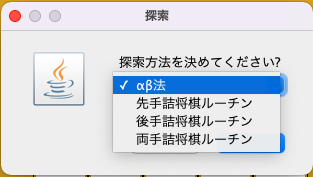 探索
探索方法を決めてください?
✓ αβ法
先手詰将棋ルーチン
後手詰将棋ルーチン
両手詰将棋ルーチン